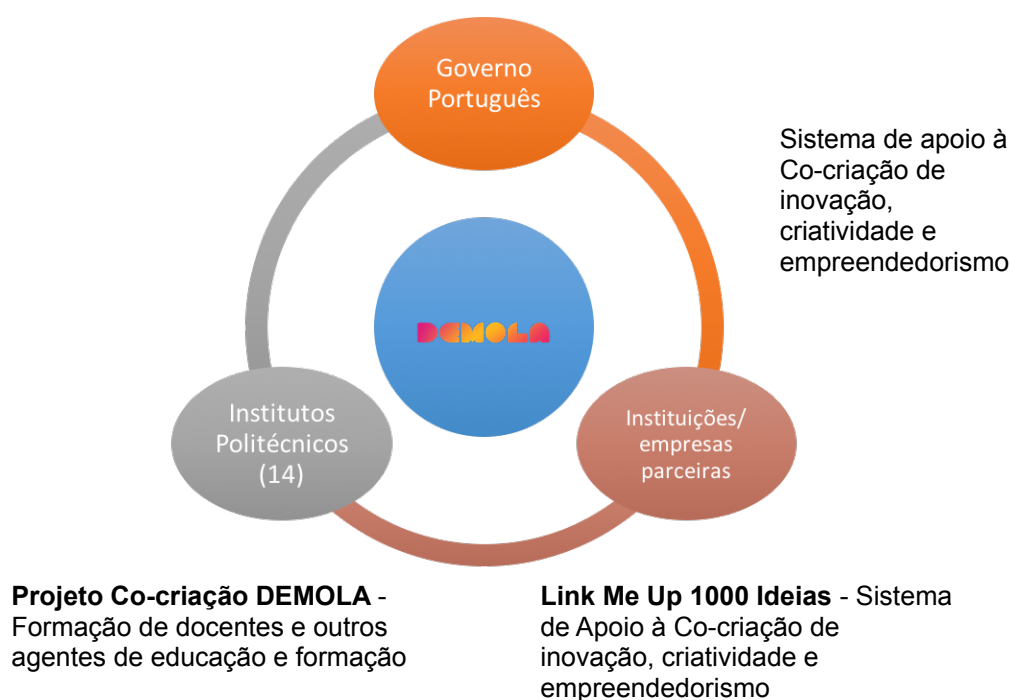 Governo
Português
Sistema de apoio à
Co-criação de
inovação,
criatividade e
empreendedorismo
DEMOLA
Institutos
Politécnicos
(14)
Instituições/
empresas
parceiras
Projeto Co-criação DEMOLA -
Formação de docentes e outros
agentes de educação e formação
Link Me Up 1000 Ideias - Sistema
de Apoio à Co-criação de
inovação, criatividade e
empreendedorismo